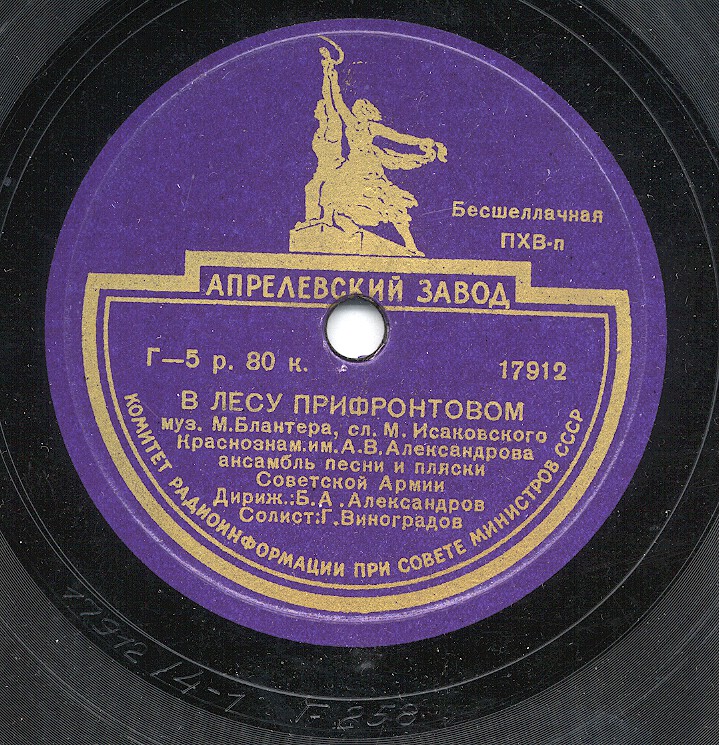 Бесшеллачная
ПХВ-п
АПРЕЛЕВСКИЙ ЗАВОД
Г—5 р. 80 к.
17912
В ЛЕСУ ПРИФРОНТОВОМ
муз. М.Блантера, сл. М. Исаковского
Краснознам.им.А.В.Александрова
ансамбль песни и пляски
Советской Армии
Дириж.:Б.А.Александров
Солист:Г.Виноградов
КОМИТЕТ РАДИОИНФОРМАЦИИ ПРИ СОВЕТЕ МИНИСТРОВ СССР
Г-258